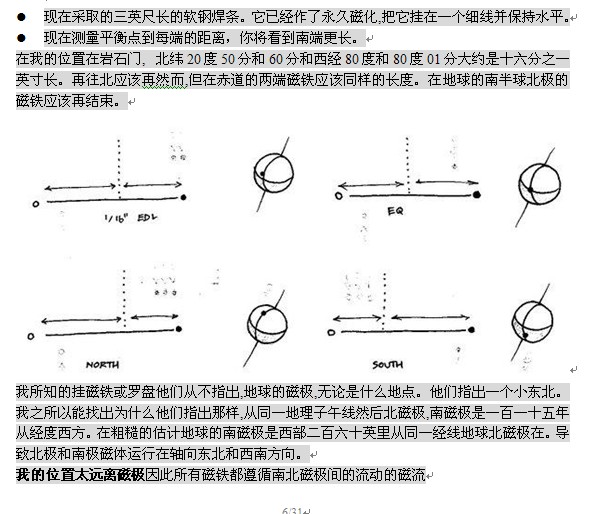 ● 现在采取的三英尺长的软钢焊条。它已经作了永久磁化,把它挂在一个细线并保持水平。
● 现在测量平衡点到每端的距离，你将看到南端更长。
在我的位置在岩石门，北纬 20 度 50 分和 60 分和西经 80 度和 80 度 01 分大约是十六分之一
英寸长。再往北应该再然而,但在赤道的两端磁铁应该同样的长度。在地球的南半球北极的
磁铁应该再结束。
1/16" EDL
EQ
NORTH
SOUTH
我所知的挂磁铁或罗盘他们从不指出,地球的磁极,无论是什么地点。他们指出一个小东北。
我之所以能找出为什么他们指出那样,从同一地理子午线然后北磁极,南磁极是一百一十五年
从经度西方。在粗糙的估计地球的南磁极是西部二百六十英里从同一经线地球北磁极在。导
致北极和南极磁体运行在轴向东北和西南方向。
我的位置太远离磁极因此所有磁铁都遵循南北磁极间的流动的磁流
6/31